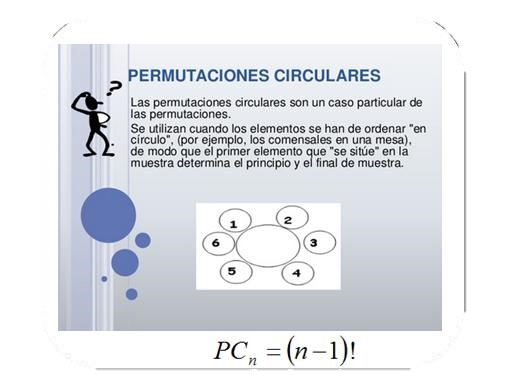 PERMUTACIONES CIRCULARES
Las permutaciones circulares son un caso particular de
las permutaciones.
Se utilizan cuando los elementos se han de ordenar "en
círculo", (por ejemplo, los comensales en una mesa),
de modo que el primer elemento que "se sitúe" en la
muestra determina el principio y el final de muestra.
?
1 2
6 3
5 4
PCn = (n-1)!